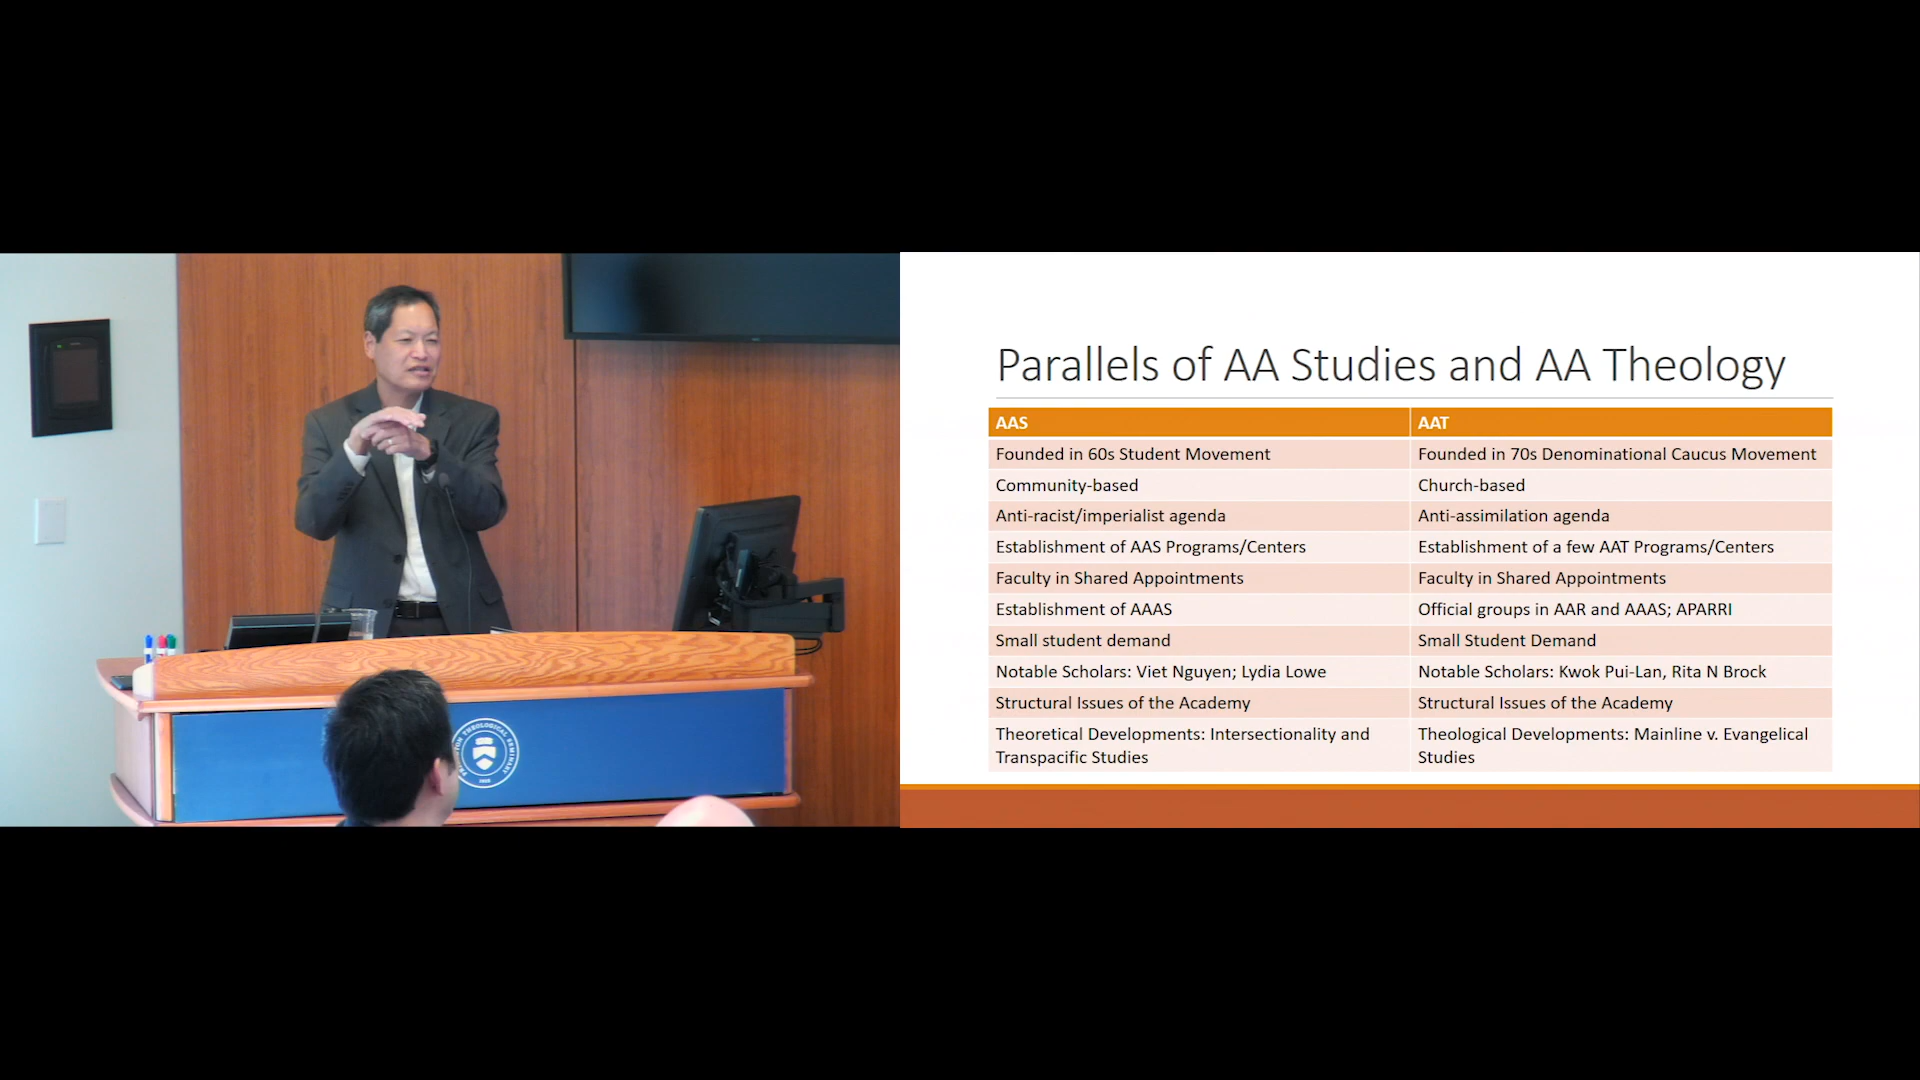 Parallels of AA Studies and AA Theology
AAS
AAT
Founded in 60s Student Movement
Founded in 70s Denominational Caucus Movement
Community-based
Church-based
Anti-racist/imperialist agenda
Anti-assimilation agenda
Establishment of AAS Programs/Centers
Establishment of a few AAT Programs/Centers
Faculty in Shared Appointments
Faculty in Shared Appointments
Establishment of AAAS
Official groups in AAR and AAAS; APARRI
Small student demand
Small Student Demand
Notable Scholars: Viet Nguyen; Lydia Lowe
Notable Scholars: Kwok Pui-Lan, Rita N Brock
Structural Issues of the Academy
Structural Issues of the Academy
Theoretical Developments: Intersectionality and
Transpacific Studies
Theological Developments: Mainline v. Evangelical
Studies
THEOLOGICAL SEMINARY